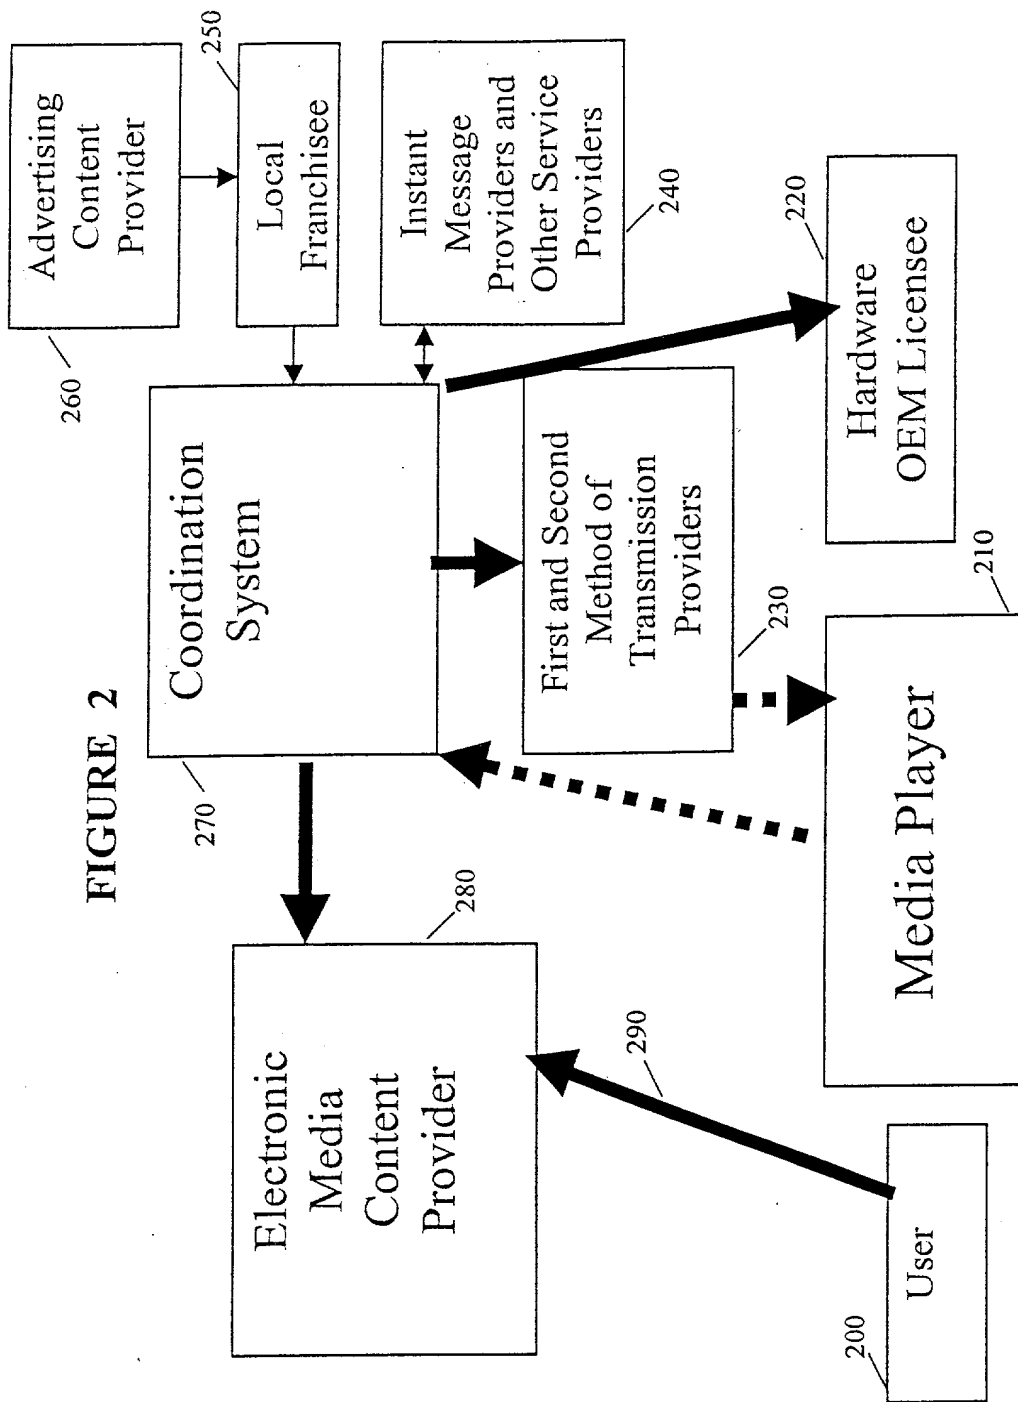 FIGURE 2
Electronic
Media
Content
Provider
280
270
Coordination
System
260
Advertising
Content
Provider
250
Local
Franchisee
Instant
Message
Providers and
Other Service
Providers
240
First and Second
Method of
Transmission
Providers
230
220
Hardware
OEM Licensee
290
200
User
Media Player
210